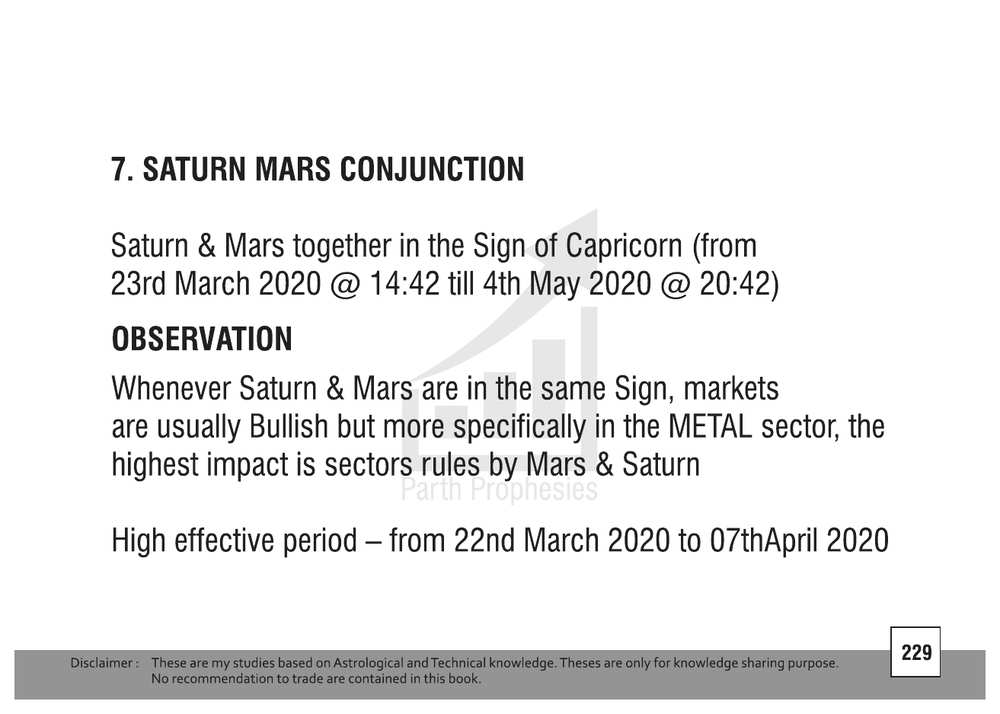 7. SATURN MARS CONJUNCTION
Saturn & Mars together in the Sign of Capricorn (from
23rd March 2020 @ 14:42 till 4th May 2020 @ 20:42)
OBSERVATION
Whenever Saturn & Mars are in the same Sign, markets
are usually Bullish but more specifically in the METAL sector, the
highest impact is sectors rules by Mars & Saturn
Parth Prophesies
High effective period – from 22nd March 2020 to 07thApril 2020
229
Disclaimer : These are my studies based on Astrological and Technical knowledge. Theses are only for knowledge sharing purpose.
No recommendation to trade are contained in this book.